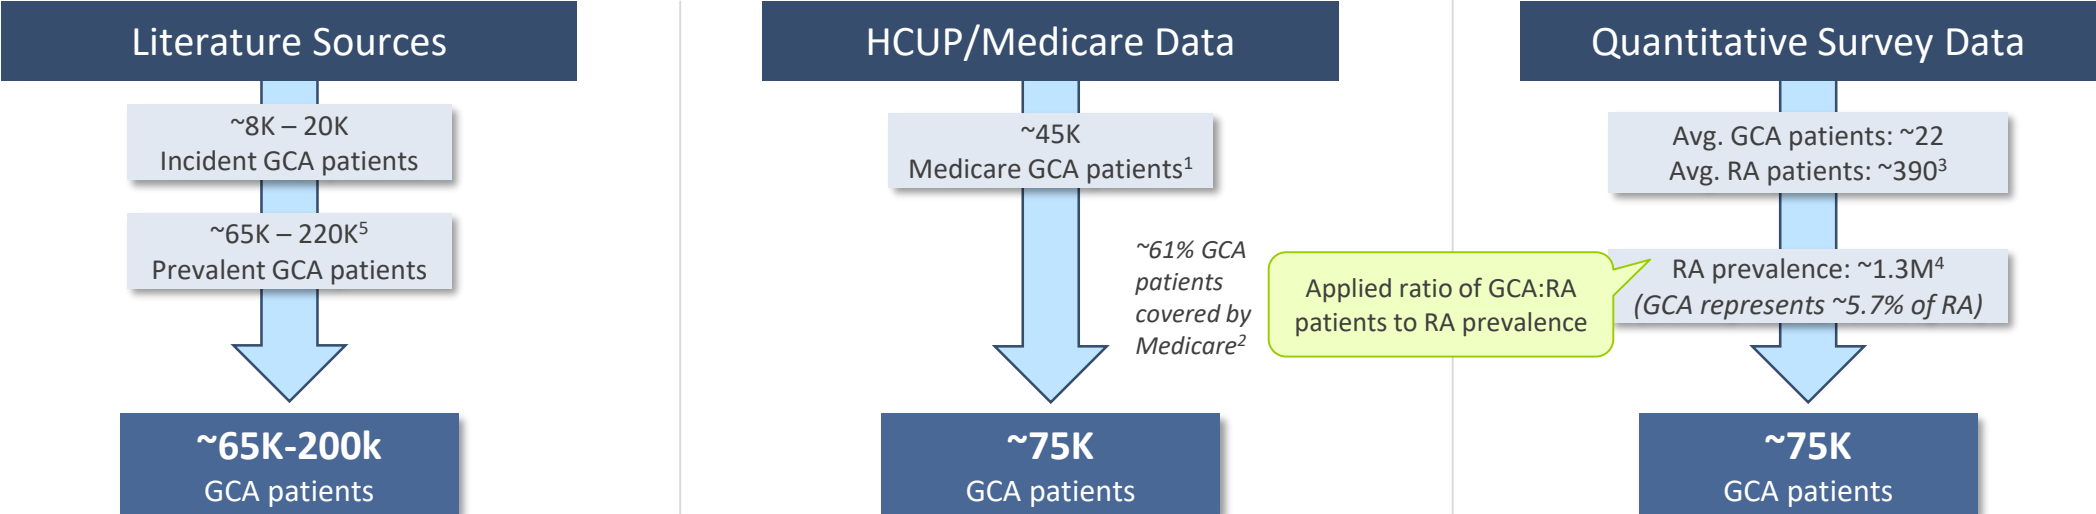 Literature Sources
~8K – 20K
Incident GCA patients
~65K – 220K5
Prevalent GCA patients
~65K-200k
GCA patients
HCUP/Medicare Data
~45K
Medicare GCA patients1
~61% GCA
patients
covered by
Medicare2
~75K
GCA patients
Quantitative Survey Data
Avg. GCA patients: ~22
Avg. RA patients: ~3903
Applied ratio of GCA:RA
patients to RA prevalence
RA prevalence: ~1.3M4
(GCA represents ~5.7% of RA)
~75K
GCA patients